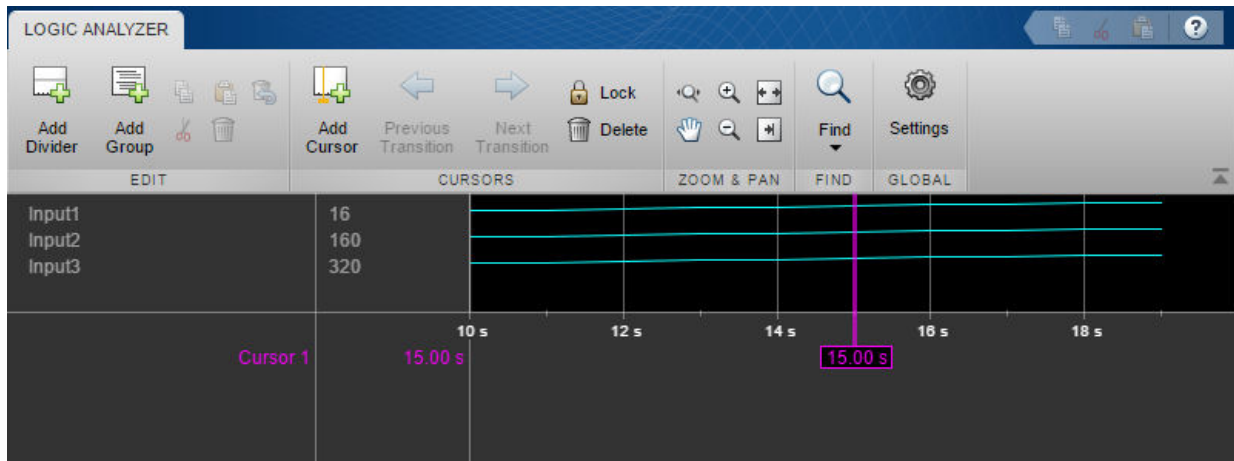 LOGIC ANALYZER
?
Add Divider
Add Group
Add Cursor
Previous Transition
Next Transition
Lock
Delete
Find
Settings
EDIT
CURSORS
ZOOM & PAN
FIND
GLOBAL
Input1 16
Input2 160
Input3 320
10 s 12 s 14 s 16 s 18 s
Cursor 1 15.00 s 15.00 s